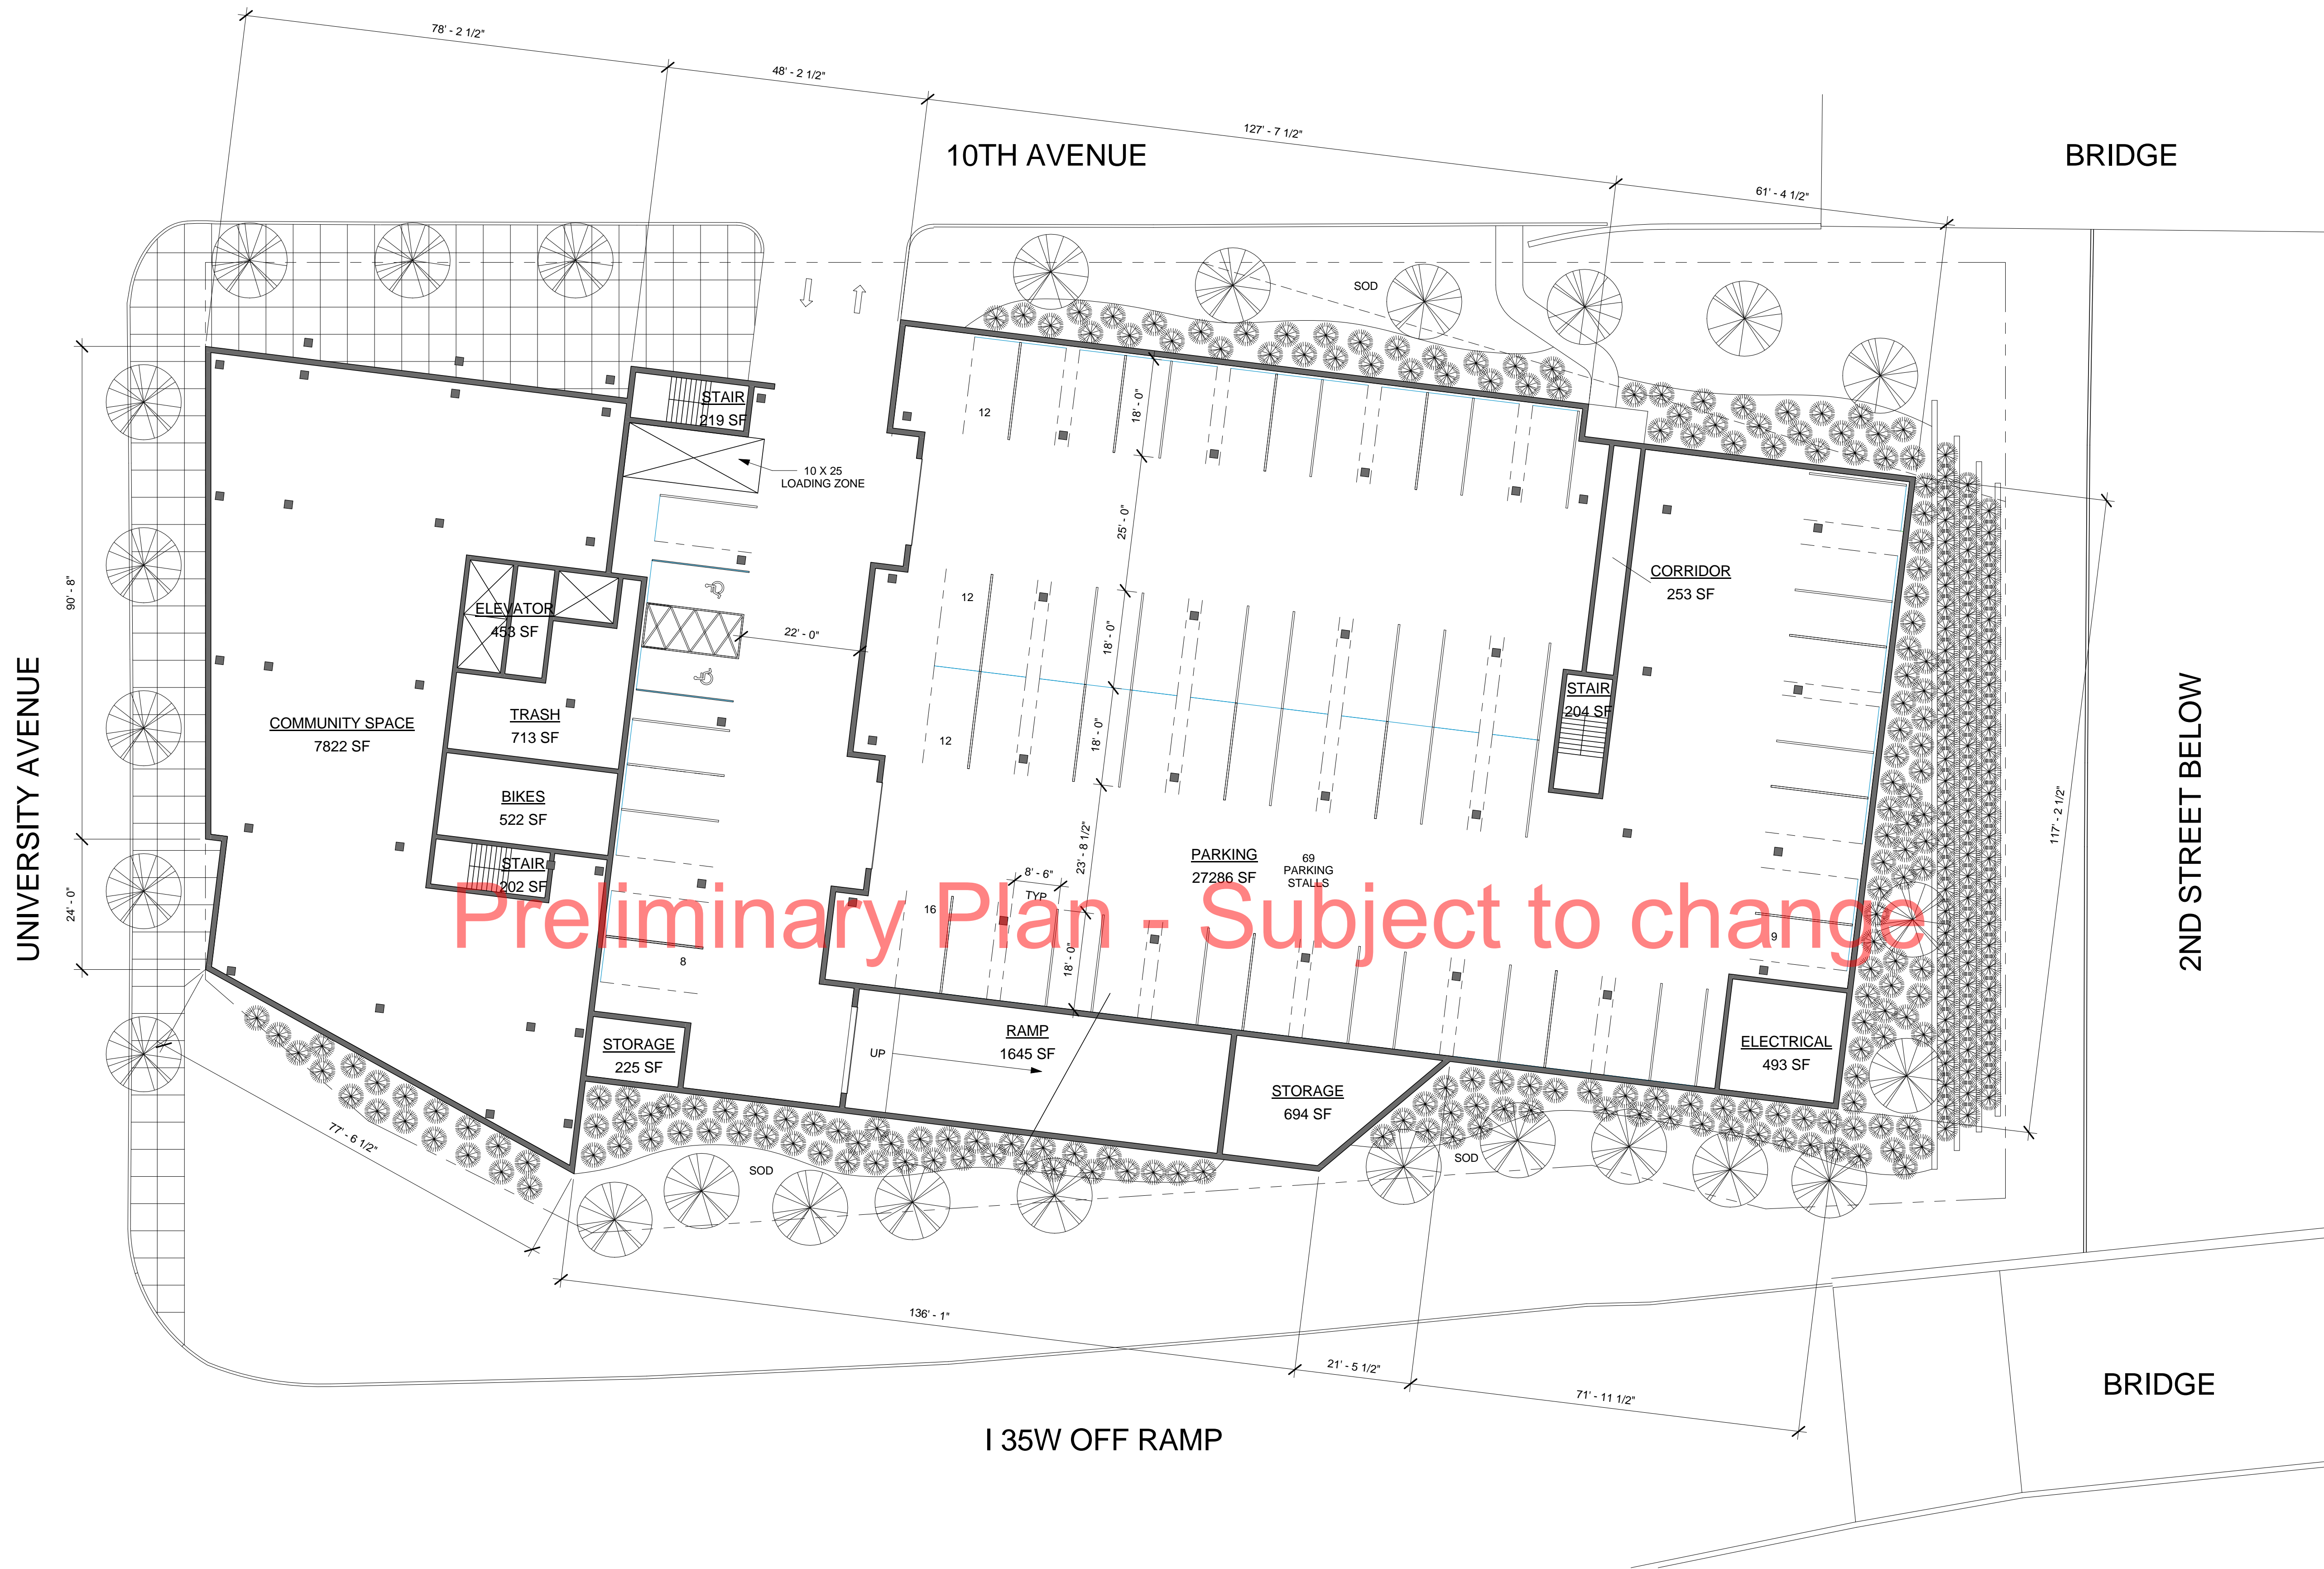 78' - 2 1/2"
48' - 2 1/2"
127' - 7 1/2"
61' - 4 1/2"
10TH AVENUE
BRIDGE
SOD
STAIR
219 SF
10 X 25
LOADING ZONE
12
18' - 0"
25' - 0"
90' - 8"
24' - 0"
UNIVERSITY AVENUE
ELEVATOR
453 SF
22' - 0"
12
18' - 0"
CORRIDOR
253 SF
STAIR
204 SF
COMMUNITY SPACE
7822 SF
TRASH
713 SF
12
18' - 0"
BIKES
522 SF
STAIR
202 SF
PARKING
27286 SF
69
PARKING
STALLS
23' - 8 1/2"
8' - 6"
TYP
16
18' - 0"
117' - 2 1/2"
2ND STREET BELOW
Preliminary Plan - Subject to change
8
9
STORAGE
225 SF
UP
RAMP
1645 SF
STORAGE
694 SF
ELECTRICAL
493 SF
77' - 6 1/2"
SOD
SOD
136' - 1"
21' - 5 1/2"
71' - 11 1/2"
I 35W OFF RAMP
BRIDGE